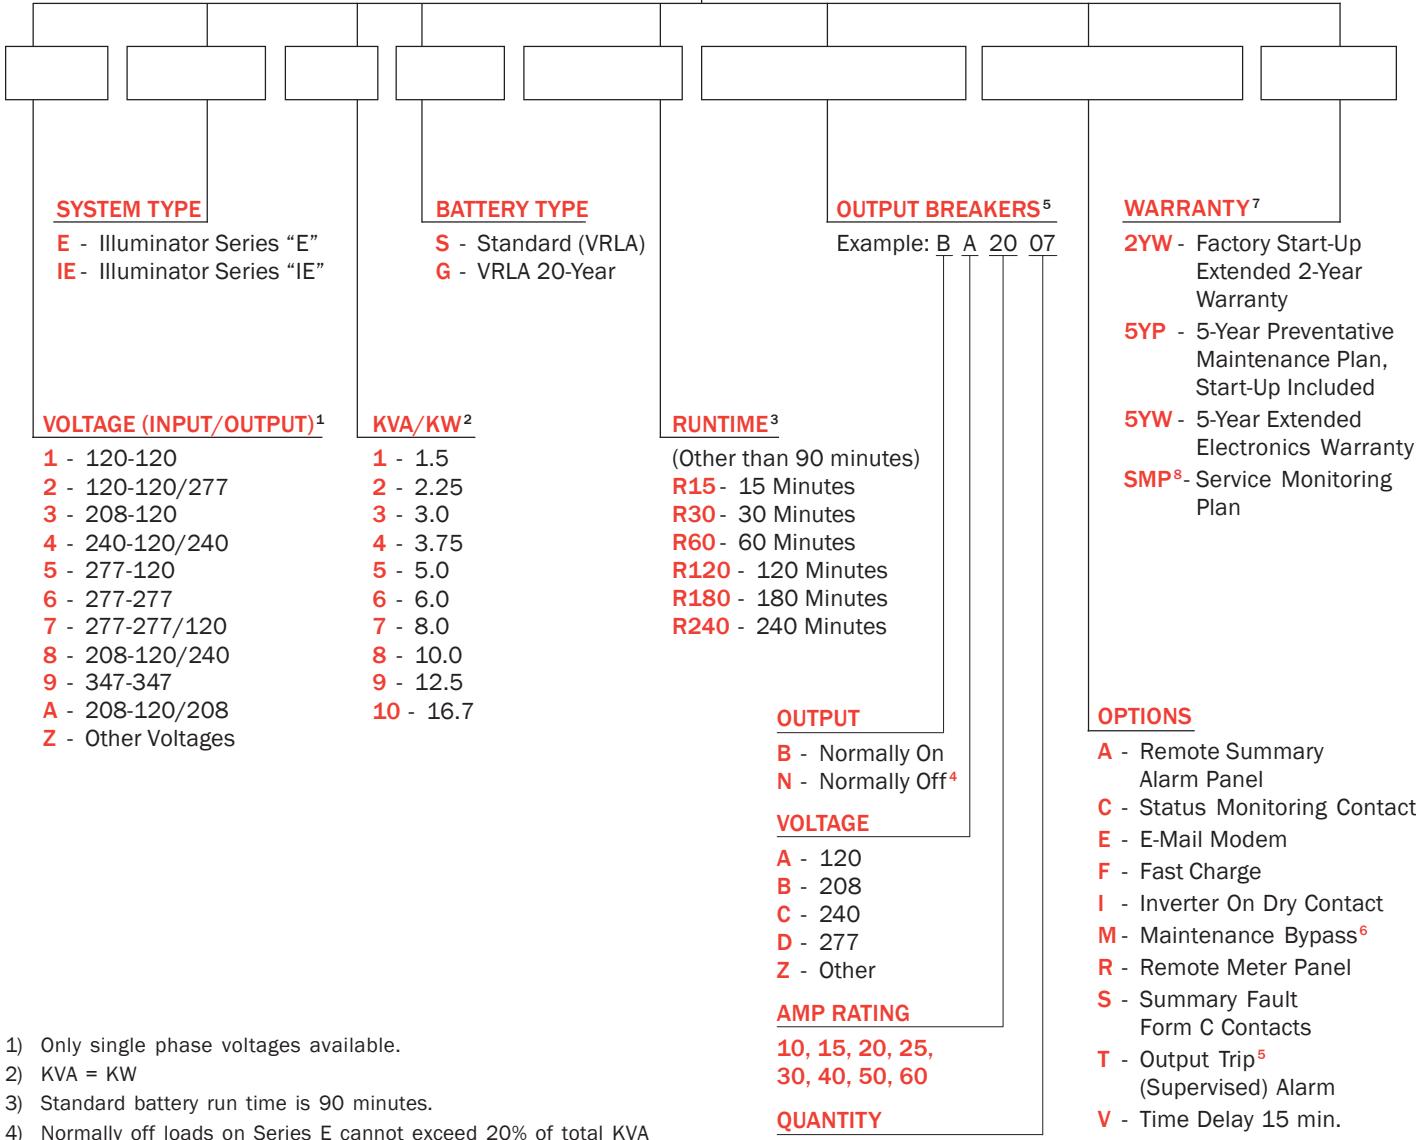 SYSTEM TYPE
E - Illuminator Series “E”
IE - Illuminator Series “IE”
BATTERY TYPE
S - Standard (VRLA)
G - VRLA 20-Year
OUTPUT BREAKERS5
Example: B A 20 07
WARRANTY7
2YW - Factory Start-Up
Extended 2-Year
Warranty
5YP - 5-Year Preventative
Maintenance Plan,
Start-Up Included
5YW - 5-Year Extended
Electronics Warranty
SMP8 - Service Monitoring
Plan
VOLTAGE (INPUT/OUTPUT)1
1 - 120-120
2 - 120-120/277
3 - 208-120
4 - 240-120/240
5 - 277-120
6 - 277-277
7 - 277-277/120
8 - 208-120/240
9 - 347-347
A - 208-120/208
Z - Other Voltages
KVA/KW2
1 - 1.5
2 - 2.25
3 - 3.0
4 - 3.75
5 - 5.0
6 - 6.0
7 - 8.0
8 - 10.0
9 - 12.5
10 - 16.7
RUNTIME3
(Other than 90 minutes)
R15 - 15 Minutes
R30 - 30 Minutes
R60 - 60 Minutes
R120 - 120 Minutes
R180 - 180 Minutes
R240 - 240 Minutes
OUTPUT
B - Normally On
N - Normally Off4
VOLTAGE
A - 120
B - 208
C - 240
D - 277
Z - Other
AMP RATING
10, 15, 20, 25,
30, 40, 50, 60
QUANTITY
OPTIONS
A - Remote Summary
Alarm Panel
C - Status Monitoring Contact
E - E-Mail Modem
F - Fast Charge
I - Inverter On Dry Contact
M - Maintenance Bypass6
R - Remote Meter Panel
S - Summary Fault
Form C Contacts
T - Output Trip5
(Supervised) Alarm
V - Time Delay 15 min.
1) Only single phase voltages available.
2) KVA = KW
3) Standard battery run time is 90 minutes.
4) Normally off loads on Series E cannot exceed 20% of total KVA